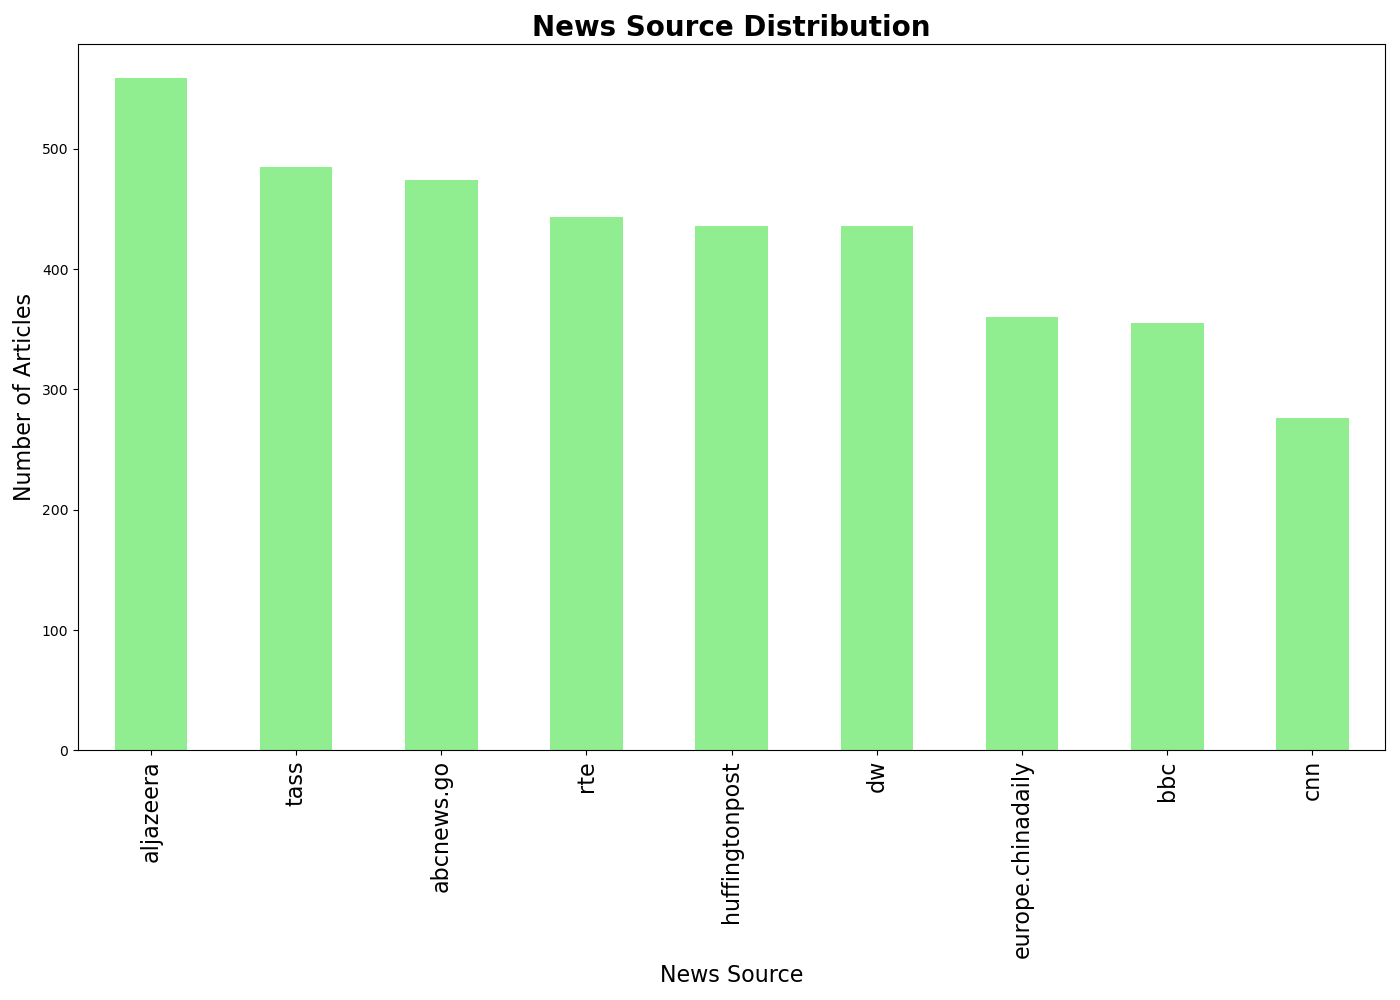 News Source Distribution
Number of Articles
500
400
300
200
100
0
aljazeera
tass
abcnews.go
rte
huffingtonpost
dw
europe.chinadaily
bbc
cnn
News Source